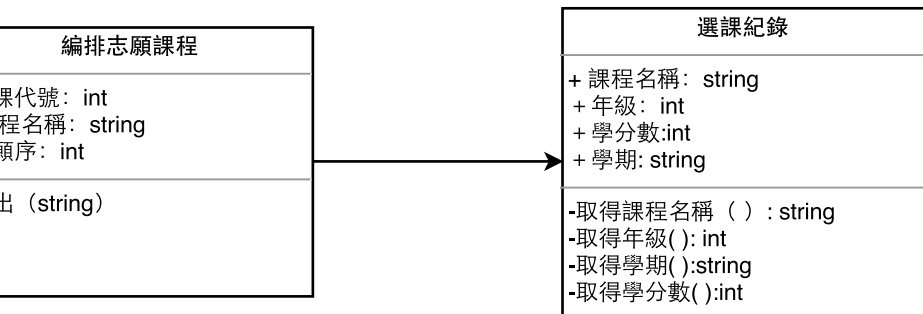 編排志願課程
課代號：int
程名稱：string
順序：int
出（string）
選課紀錄
+ 課程名稱：string
+ 年級：int
+ 學分數:int
+ 學期: string
-取得課程名稱（ ）: string
-取得年級( ): int
-取得學期( ):string
-取得學分數( ):int